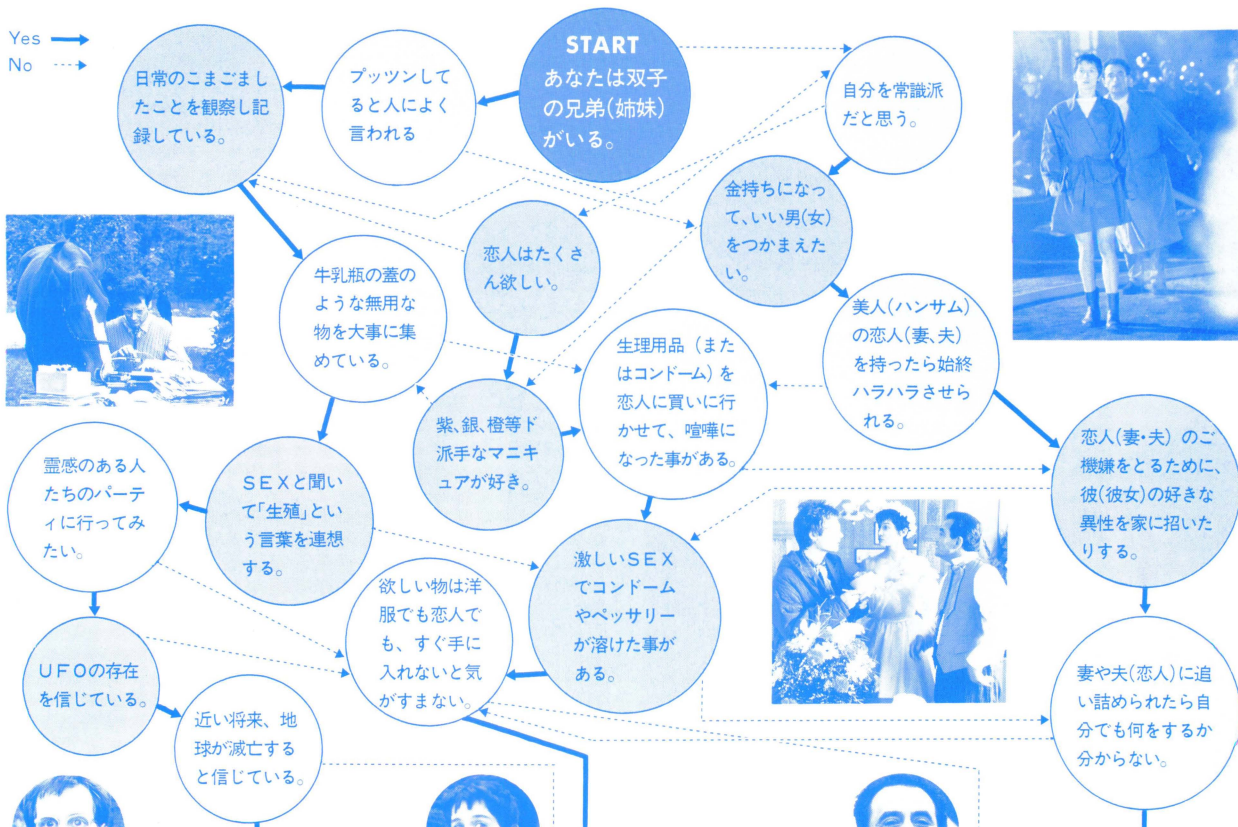 Yes
No
START
あなたは双子
の兄弟(姉妹)
がいる。
プッツンして
ると人によく
言われる
日常のこまごまし
たことを観察し記
録している。
自分を常識派
だと思う。
金持ちになっ
て、いい男(女)
をつかまえた
い。
恋人はたくさ
ん欲しい。
牛乳瓶の蓋の
ような無用な
物を大事に集
めている。
美人(ハンサム)
の恋人(妻、夫)
を持ったら始終
ハラハラさせら
れる。
生理用品(また
はコンドーム)を
恋人に買いに行
かせて、喧嘩に
なった事がある。
紫、銀、橙等ド
派手なマニキ
ュアが好き。
恋人(妻・夫)のご
機嫌をとるために、
彼(彼女)の好きな
異性を家に招いた
りする。
霊感のある人
たちのパーテ
ィに行ってみ
たい。
SEXと聞い
て「生殖」とい
う言葉を連想
する。
激しいSEX
でコンドーム
やペッサリー
が溶けた事が
ある。
欲しい物は洋
服でも恋人で
も、すぐ手に
入れないと気
がすまない。
UFOの存在
を信じている。
近い将来、地
球が滅亡する
と信じている。
妻や夫(恋人)に追
い詰められたら自
分でも何をするか
分からない。